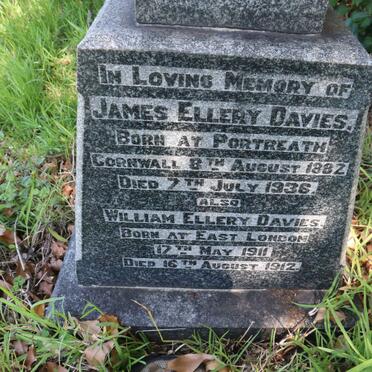 In Loving Memory of
James Ellery Davies,
Born at Portreath
Cornwall 8th August 1882
Died 7th July 1936
also
William Ellery Davies
Born at East London
17th May 1911
Died 16th August 1912.